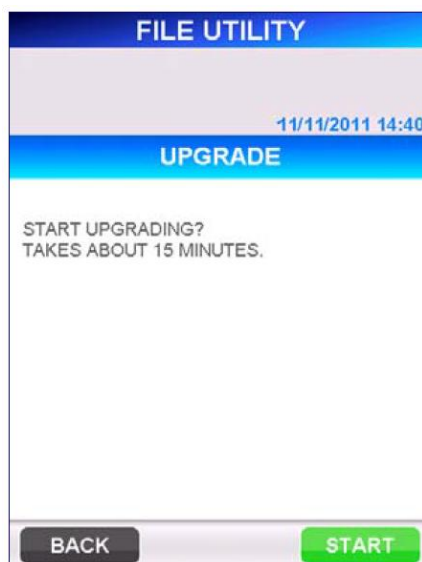 FILE UTILITY
11/11/2011 14:40
UPGRADE
START UPGRADING?
TAKES ABOUT 15 MINUTES.
BACK
START